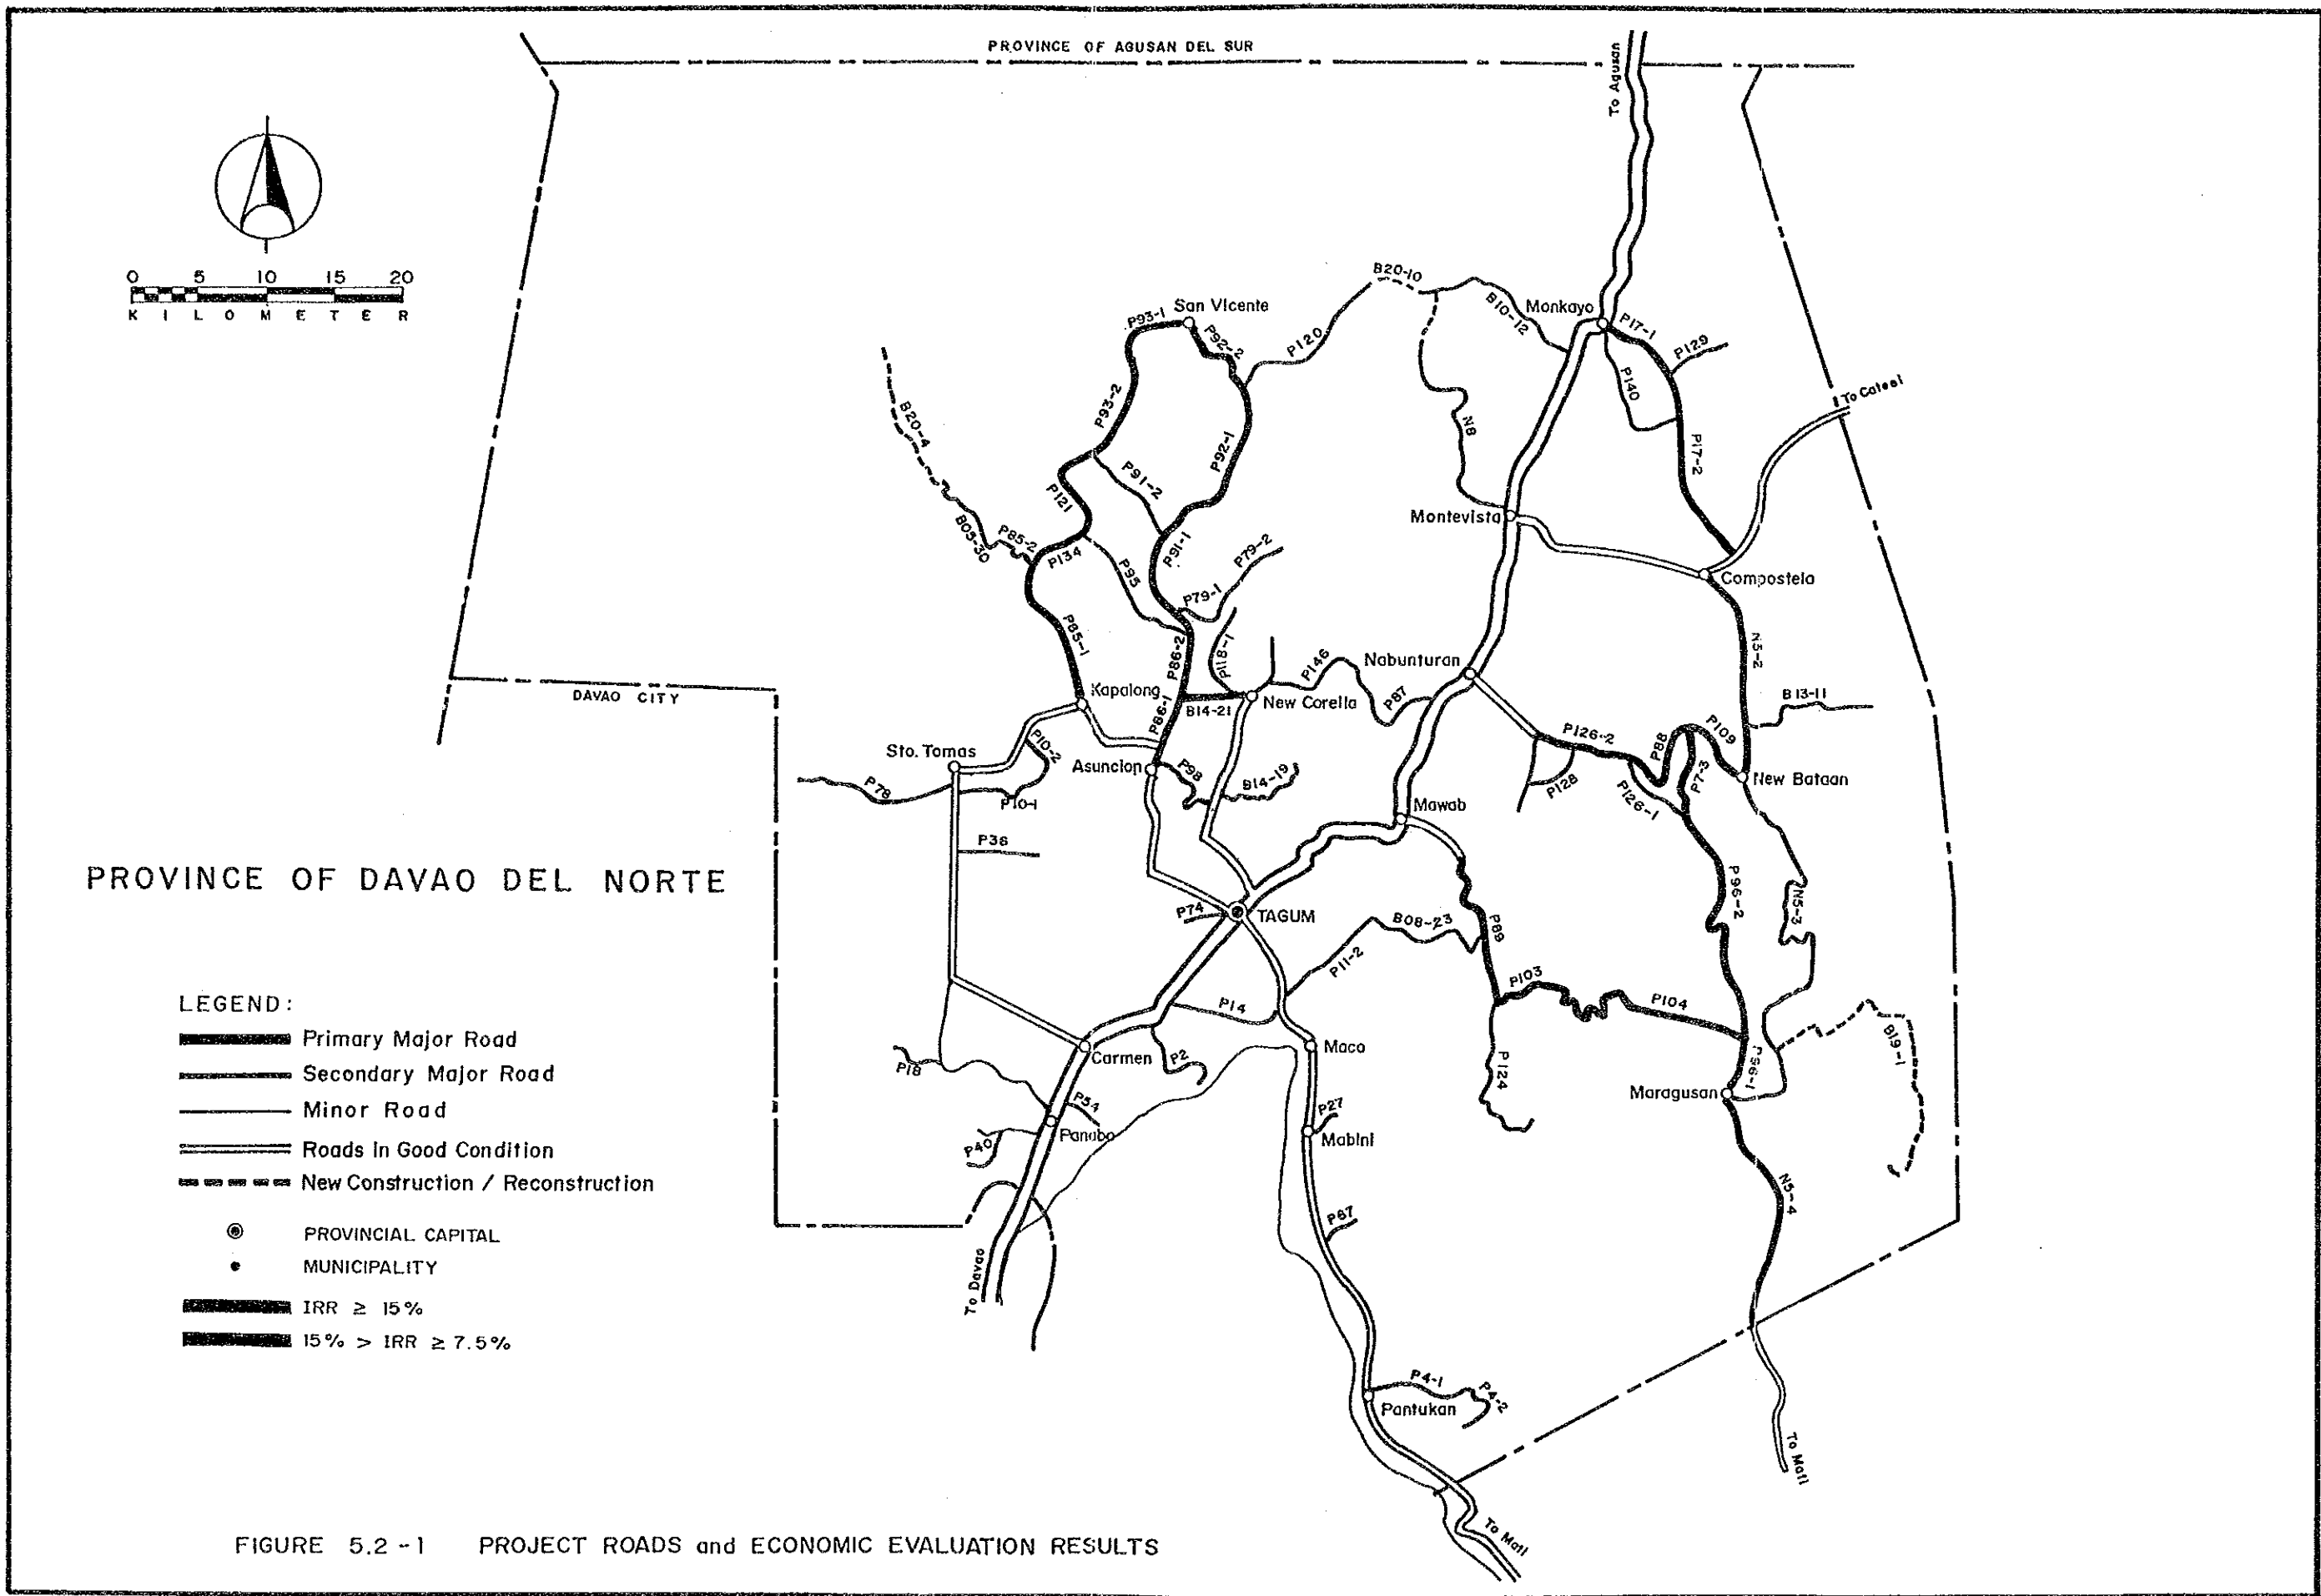 PROVINCE OF AGUSAN DEL SUR
To Agusan
0 5 10 15 20
KILOMETER
B20-10
San Vicente
P93-1
P92-2
P120
B10-12
Monkayo
P17-1
P129
P140
To Cateel
B20-4
P93-2
P92-1
N8
P17-2
P91-2
P121
Montevista
B05-30
P85-2
P134
P95
P91-1
P79-2
Compostela
P79-1
P85-1
P86-2
P118-1
N5-2
P146
Nabunturan
Kapalong
DAVAO CITY
P86-1
B14-21
New Corella
P87
B13-11
P109
P126-2
P88
P10-2
Sto. Tomas
Asuncion
P98
B14-19
P7-3
New Bataan
P78
P10-1
P128
P126-1
Mawab
P38
PROVINCE OF DAVAO DEL NORTE
P96-2
N5-3
P74
TAGUM
B08-23
P89
P11-2
P103
P104
P14
LEGEND:
Primary Major Road
Secondary Major Road
Minor Road
Roads in Good Condition
New Construction / Reconstruction
PROVINCIAL CAPITAL
MUNICIPALITY
IRR ≥ 15%
15% > IRR ≥ 7.5%
Carmen
P2
Maco
B19-1
P18
P124
P96-1
Maragusan
P54
P27
Panabo
P40
Mabini
N5-4
P67
To Davao
P4-1
P4-2
Pantukan
To Mati
To Mati
FIGURE 5.2-1 PROJECT ROADS and ECONOMIC EVALUATION RESULTS